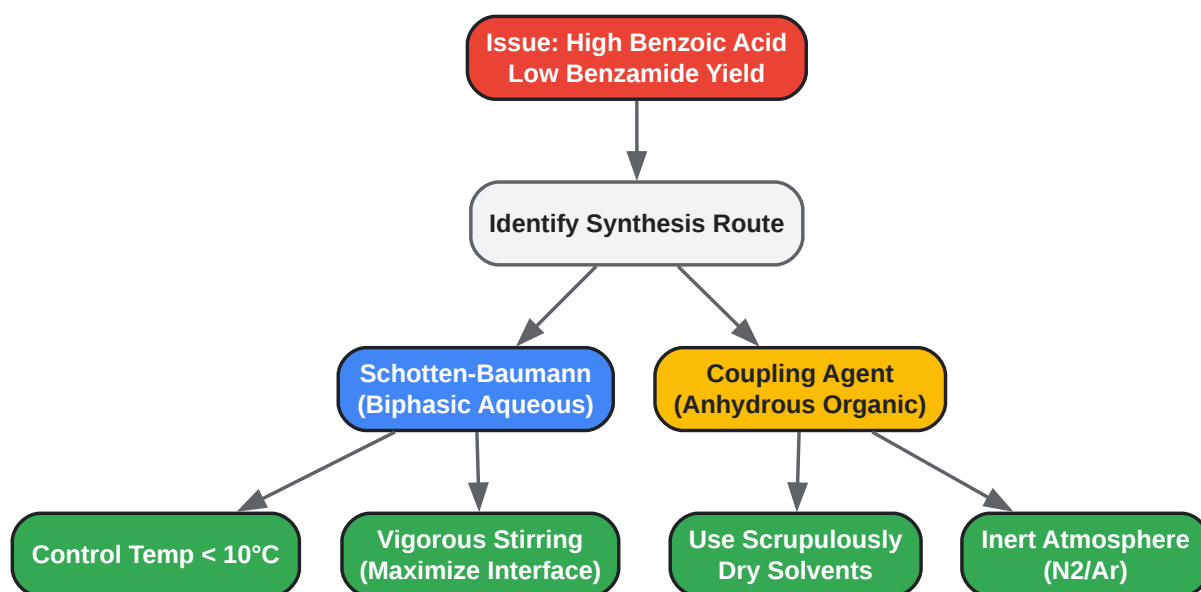 Issue: High Benzoic Acid
Low Benzamide Yield
Identify Synthesis Route
Schotten-Baumann
(Biphasic Aqueous)
Coupling Agent
(Anhydrous Organic)
Control Temp < 10°C
Vigorous Stirring
(Maximize Interface)
Use Scrupulously
Dry Solvents
Inert Atmosphere
(N2/Ar)